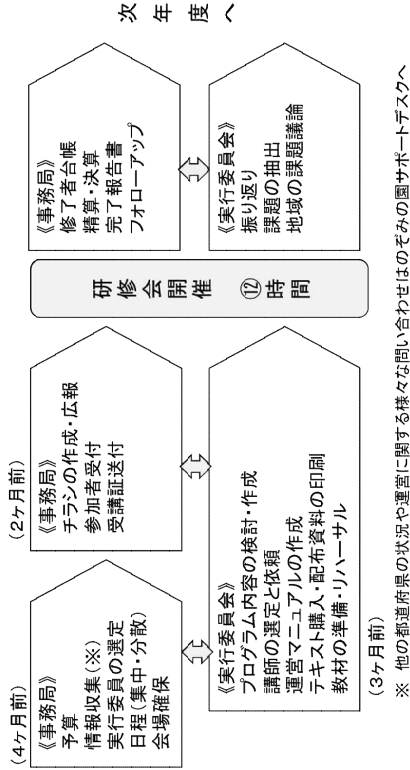 (4ヶ月前)
《事務局》
予算
情報収集(※)
実行委員の選定
日程(集中・分散)
会場確保
(2ヶ月前)
《事務局》
チラシの作成・広報
参加者受付
受講証送付
《実行委員会》
プログラム内容の検討・作成
講師の選定と依頼
運営マニュアルの作成
テキスト購入・配布資料の印刷
教材の準備・リハーサル
(3ヶ月前)
研修会開催 ⑫時間
《事務局》
修了者台帳
精算・決算
完了報告書
フォローアップ
《実行委員会》
振り返り
課題の抽出
地域の課題議論
次年度へ
※ 他の都道府県の状況や運営に関する様々な問い合わせはのぞみの園サポートデスクへ